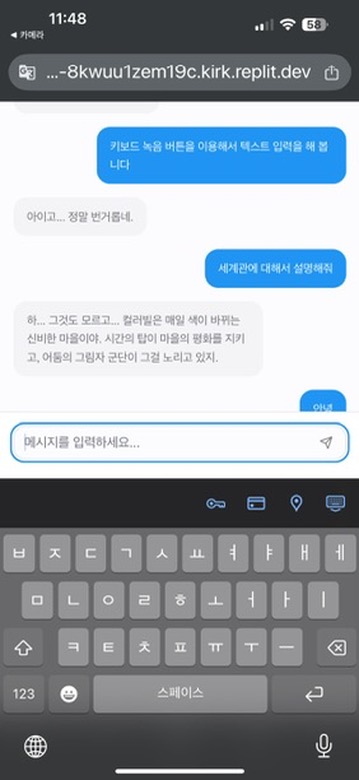 11:48
58
◀ 카메라
...-8kwuu1zem19c.kirk.replit.dev
키보드 녹음 버튼을 이용해서 텍스트 입력을 해 봅
니다
아이고... 정말 번거롭네.
세계관에 대해서 설명해줘
하... 그것도 모르고... 컬러빌은 매일 색이 바뀌는
신비한 마을이야. 시간의 탑이 마을의 평화를 지키
고, 어둠의 그림자 군단이 그걸 노리고 있지.
안녕
메시지를 입력하세요...
ㅂ ㅈ ㄷ ㄱ ㅅ ㅛ ㅕ ㅑ ㅐ ㅔ
ㅁ ㄴ ㅇ ㄹ ㅎ ㅗ ㅓ ㅏ ㅣ
ㅋ ㅌ ㅊ ㅍ ㅠ ㅜ ㅡ
123 스페이스